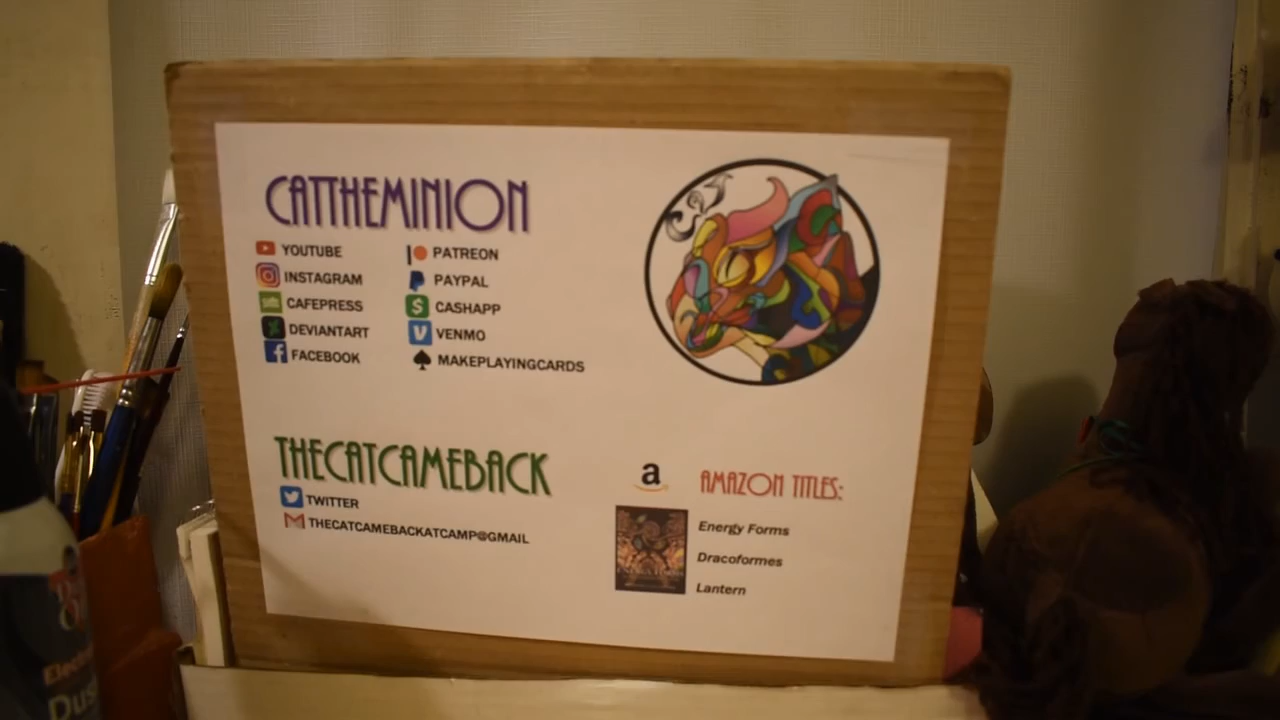 CATTHEMINION
YOUTUBE
INSTAGRAM
CAFEPRESS
DEVIANTART
FACEBOOK
PATREON
PAYPAL
CASHAPP
VENMO
MAKEPLAYINGCARDS
THECATCAMEBACK
TWITTER
THECATCAMEBACKATCAMP@GMAIL
a AMAZON TITLES:
Energy Forms
Dracoformes
Lantern